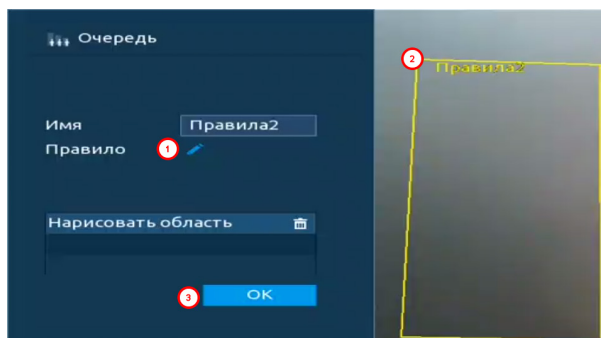 Очередь
Имя
Правила2
Правило
1
Нарисовать область
3
OK
2
Правила2